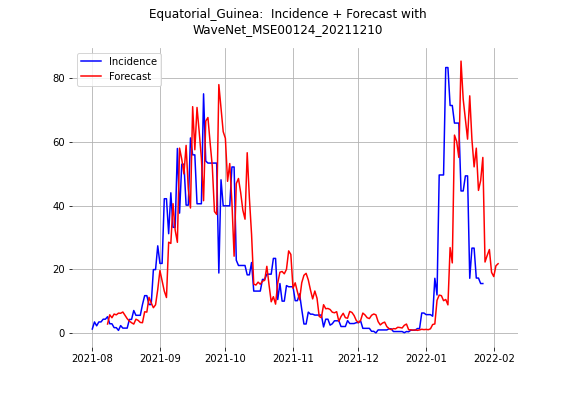 Equatorial_Guinea:  Incidence + Forecast with
WaveNet_MSE00124_20211210
Incidence
Forecast
80
60
40
20
0
2021-08 2021-09 2021-10 2021-11 2021-12 2022-01 2022-02